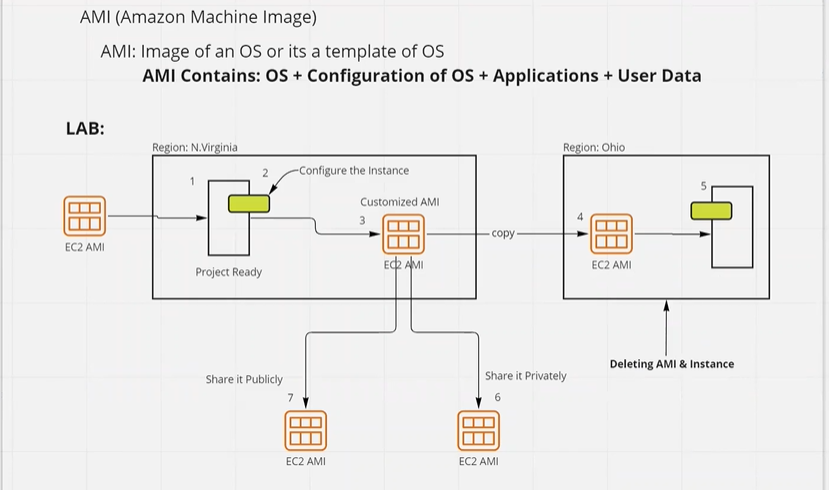 AMI (Amazon Machine Image)
AMI: Image of an OS or its a template of OS
AMI Contains: OS + Configuration of OS + Applications + User Data
LAB:
Region: N.Virginia
Region: Ohio
1
2
Configure the Instance
Customized AMI
3
EC2 AMI
Project Ready
EC2 AMI
copy
4
EC2 AMI
5
Deleting AMI & Instance
Share it Publicly
7
EC2 AMI
Share it Privately
6
EC2 AMI